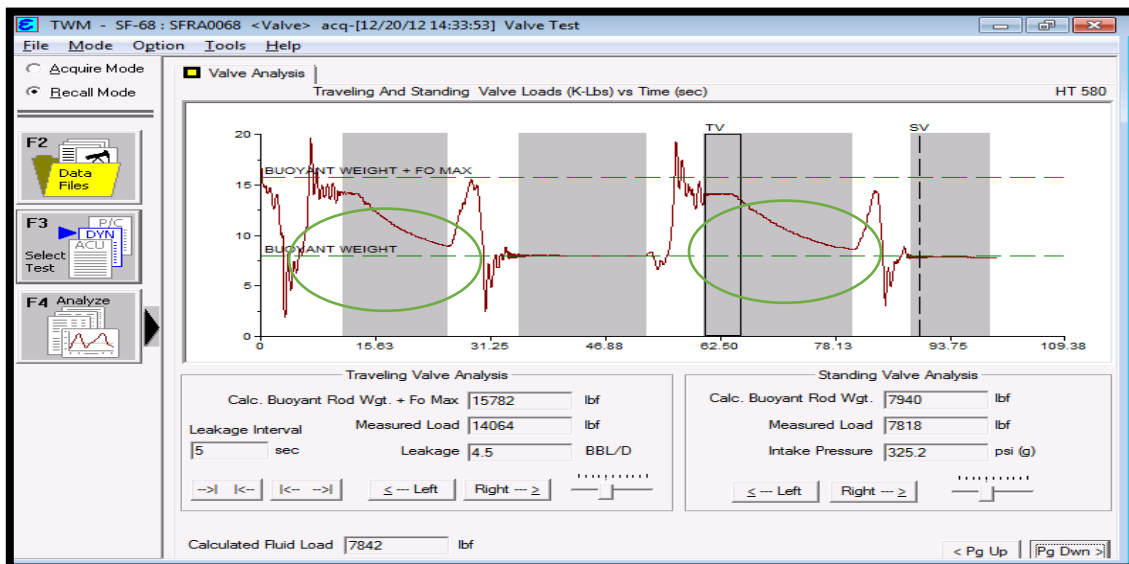 TWM - SF-68 : SFRA0068 <Valve> acq-[12/20/12 14:33:53] Valve Test
File Mode Option Tools Help
Acquire Mode
Recall Mode
F2
Data
Files
F3
P/C
DYN
ACU
Select
Test
F4 Analyze
Valve Analysis
Traveling And Standing Valve Loads (K-Lbs) vs Time (sec) HT 580
TV SV
20
BUOYANT WEIGHT + FO MAX
15
10
BUOYANT WEIGHT
5
0
0 15.63 31.25 46.88 62.50 78.13 93.75 109.38
Traveling Valve Analysis
Calc. Buoyant Rod Wgt. + Fo Max 15782 lbf
Leakage Interval
Measured Load 14064 lbf
5 sec
Leakage 4.5 BBL/D
-->| |<-- |<-- -->| < --- Left Right --- >
Standing Valve Analysis
Calc. Buoyant Rod Wgt. 7940 lbf
Measured Load 7818 lbf
Intake Pressure 325.2 psi (g)
< --- Left Right --- >
Calculated Fluid Load 7842 lbf
< Pg Up Pg Dwn >